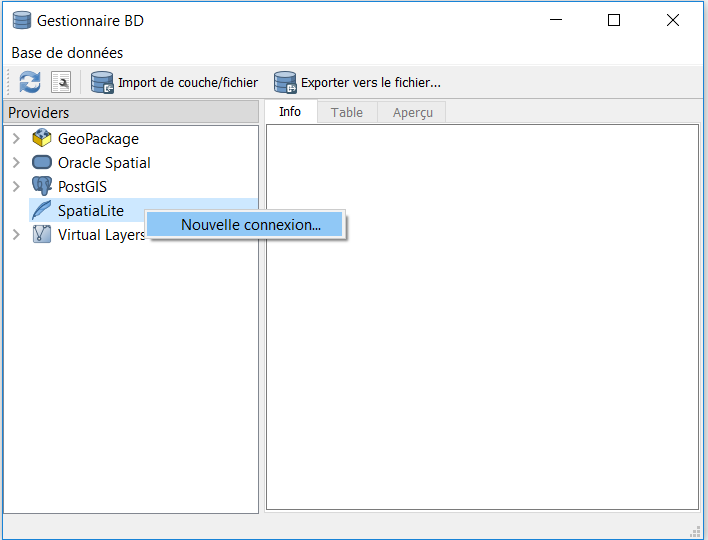 Gestionnaire BD
Base de données
Import de couche/fichier Exporter vers le fichier...
Providers
Info Table Aperçu
GeoPackage
Oracle Spatial
PostGIS
SpatiaLite
Nouvelle connexion...
Virtual Layers